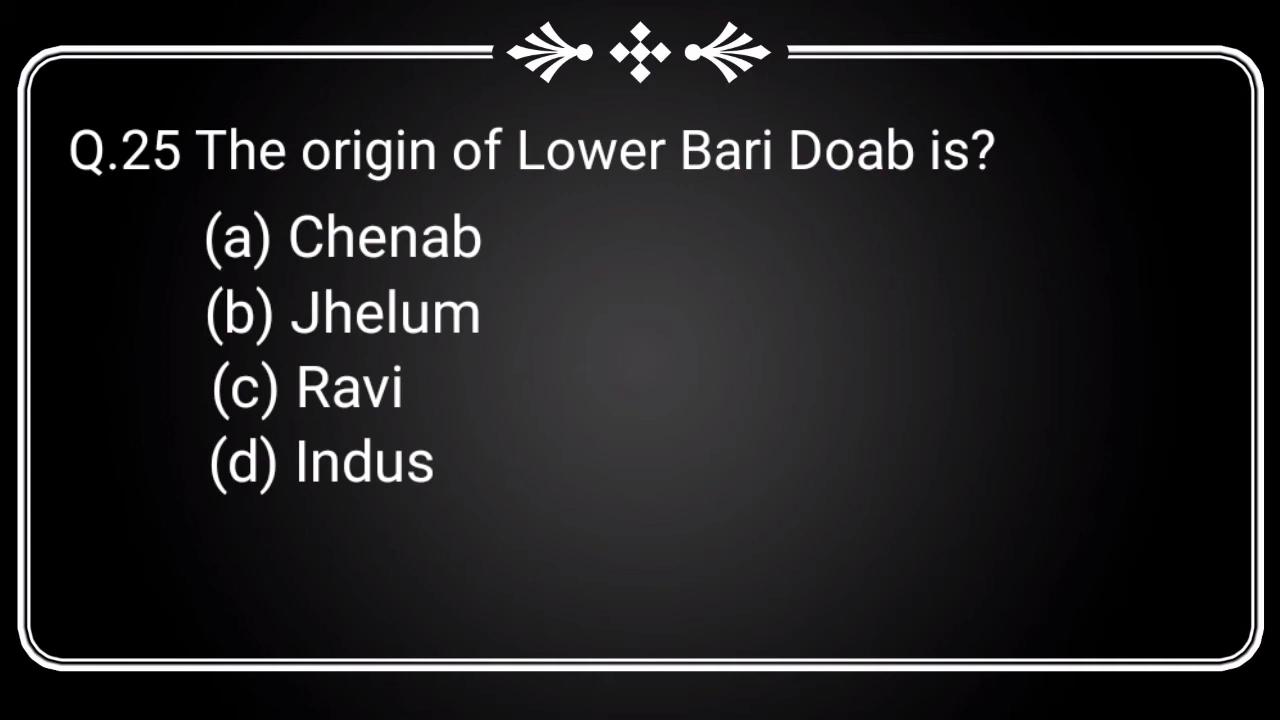 Q.25 The origin of Lower Bari Doab is?
(a) Chenab
(b) Jhelum
(c) Ravi
(d) Indus